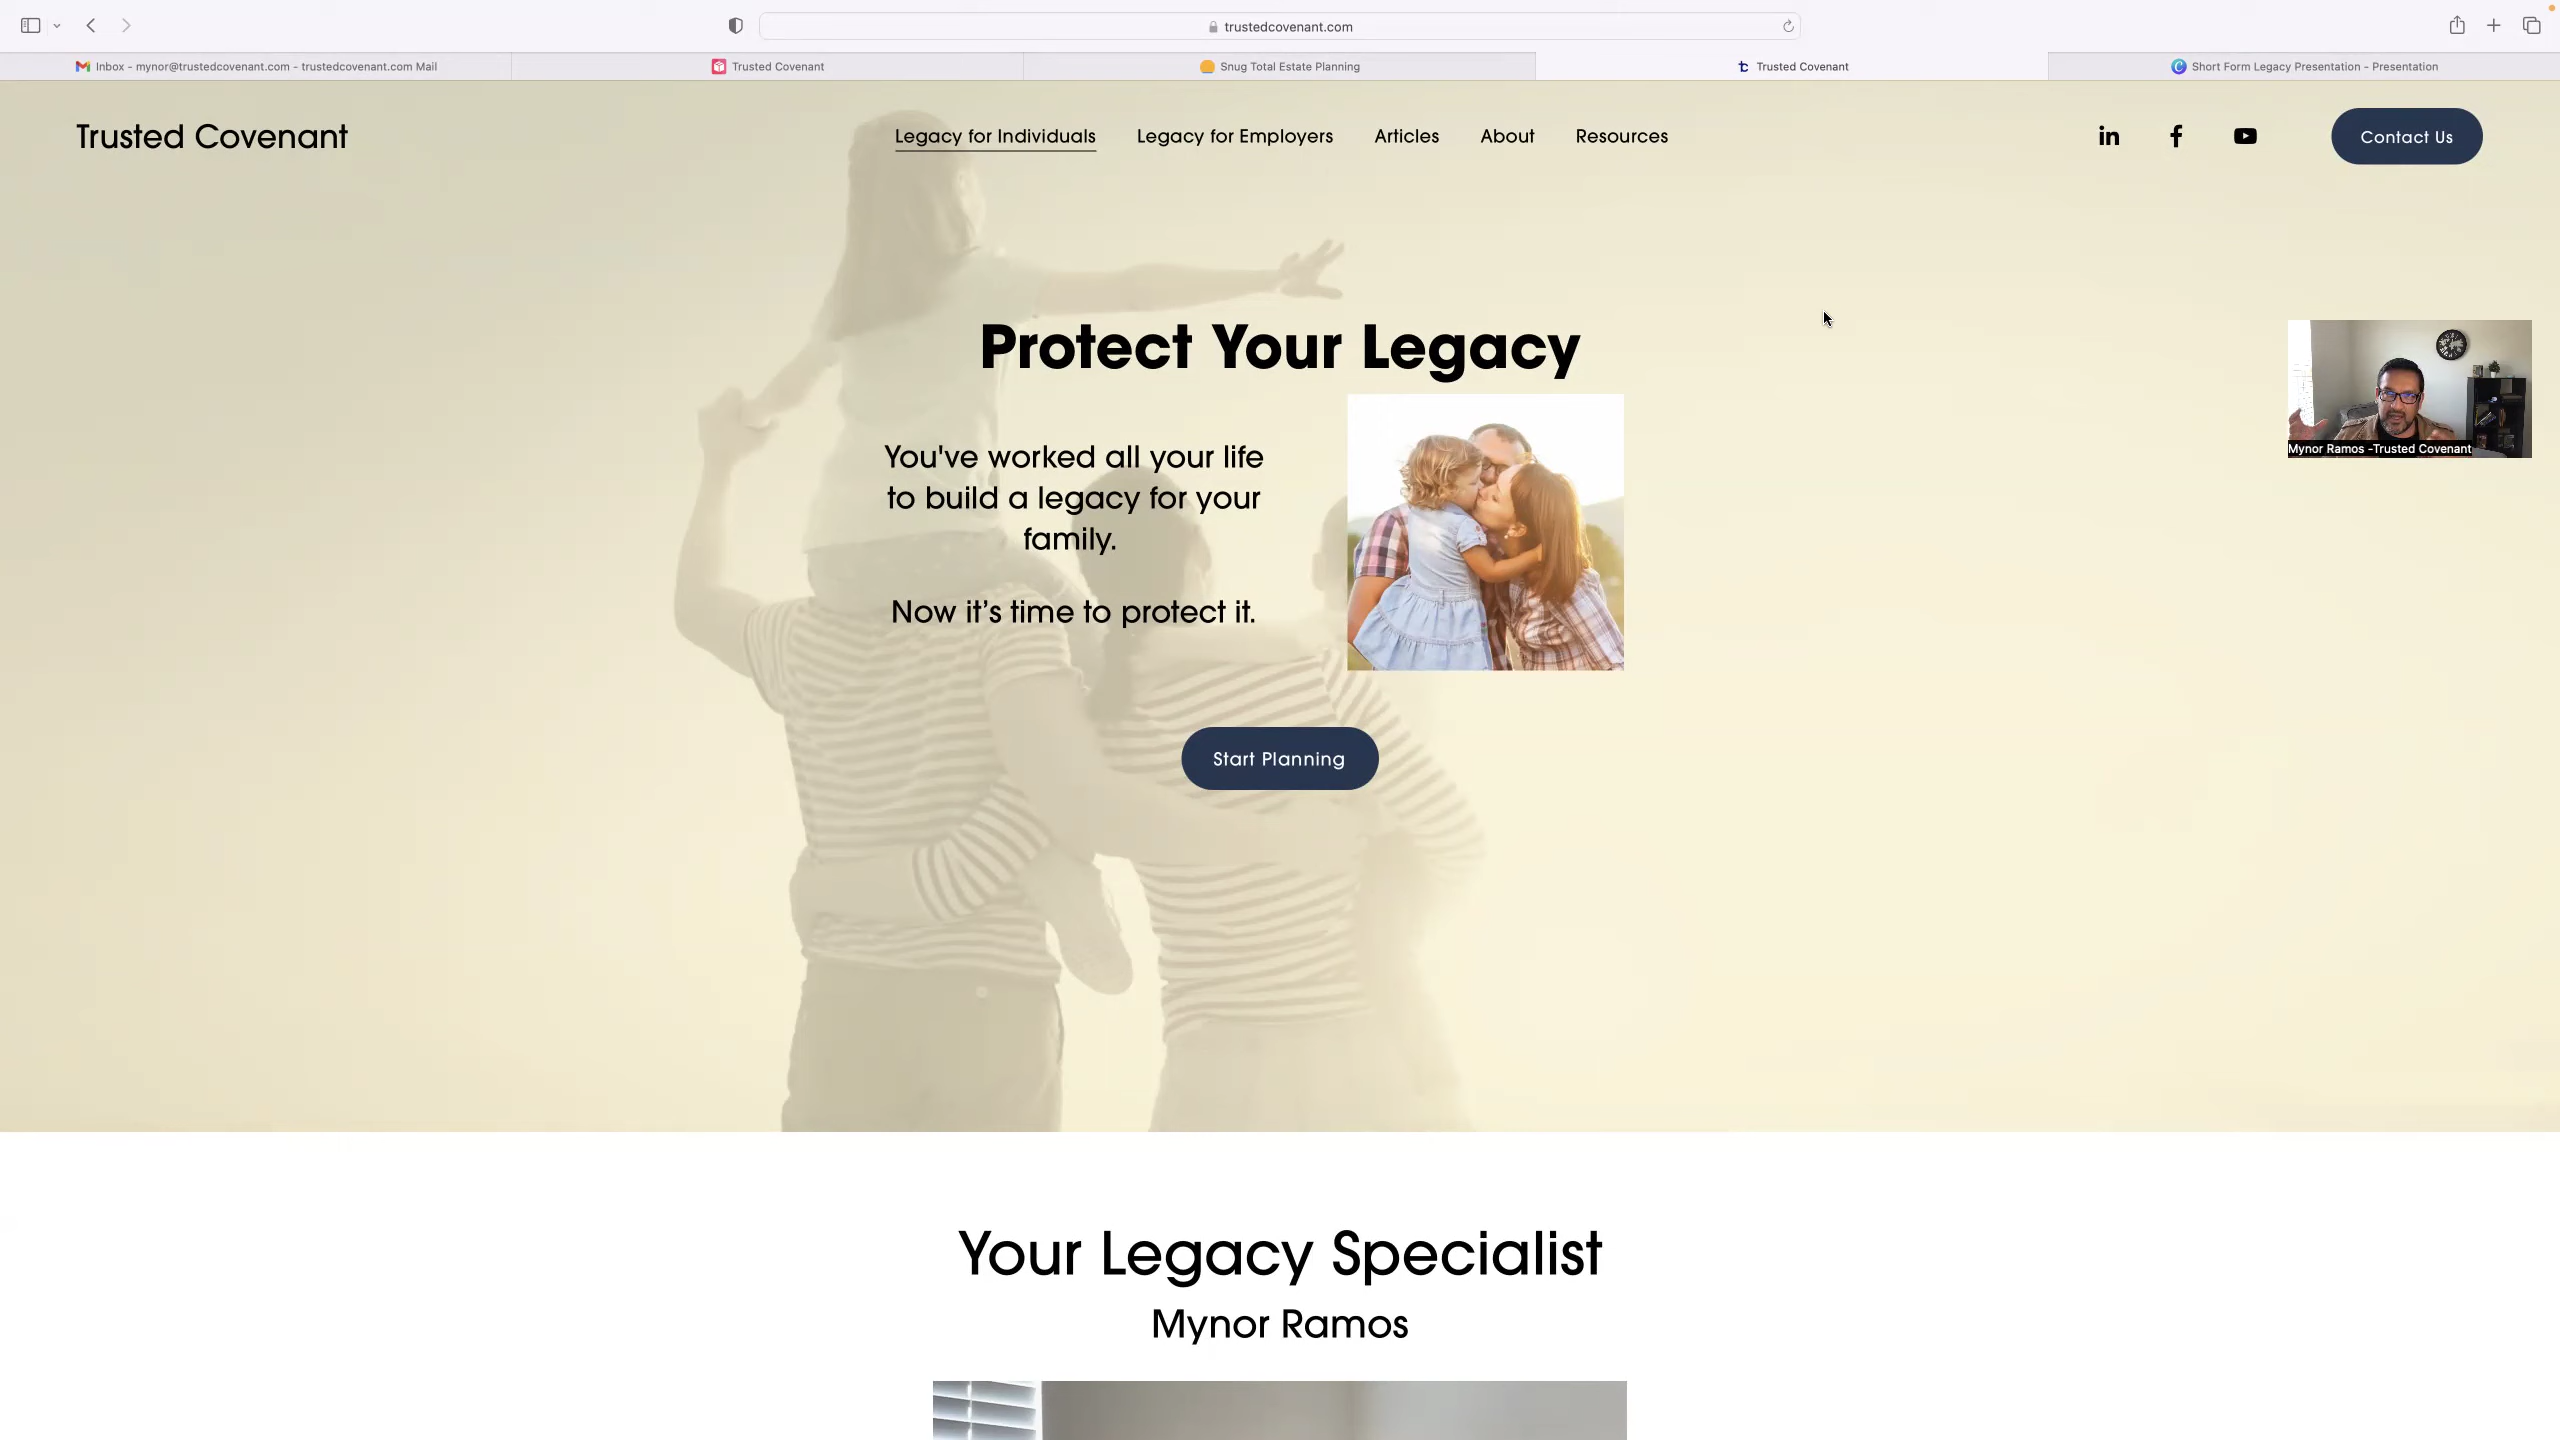 trustedcovenant.com
Inbox - mynor@trustedcovenant.com - trustedcovenant.com Mail
Trusted Covenant
Snug Total Estate Planning
Trusted Covenant
Short Form Legacy Presentation - Presentation
Trusted Covenant
Legacy for Individuals
Legacy for Employers
Articles
About
Resources
in
f
Contact Us
Protect Your Legacy
You've worked all your life
to build a legacy for your
family.
Now it’s time to protect it.
Mynor Ramos -Trusted Covenant
Start Planning
Your Legacy Specialist
Mynor Ramos